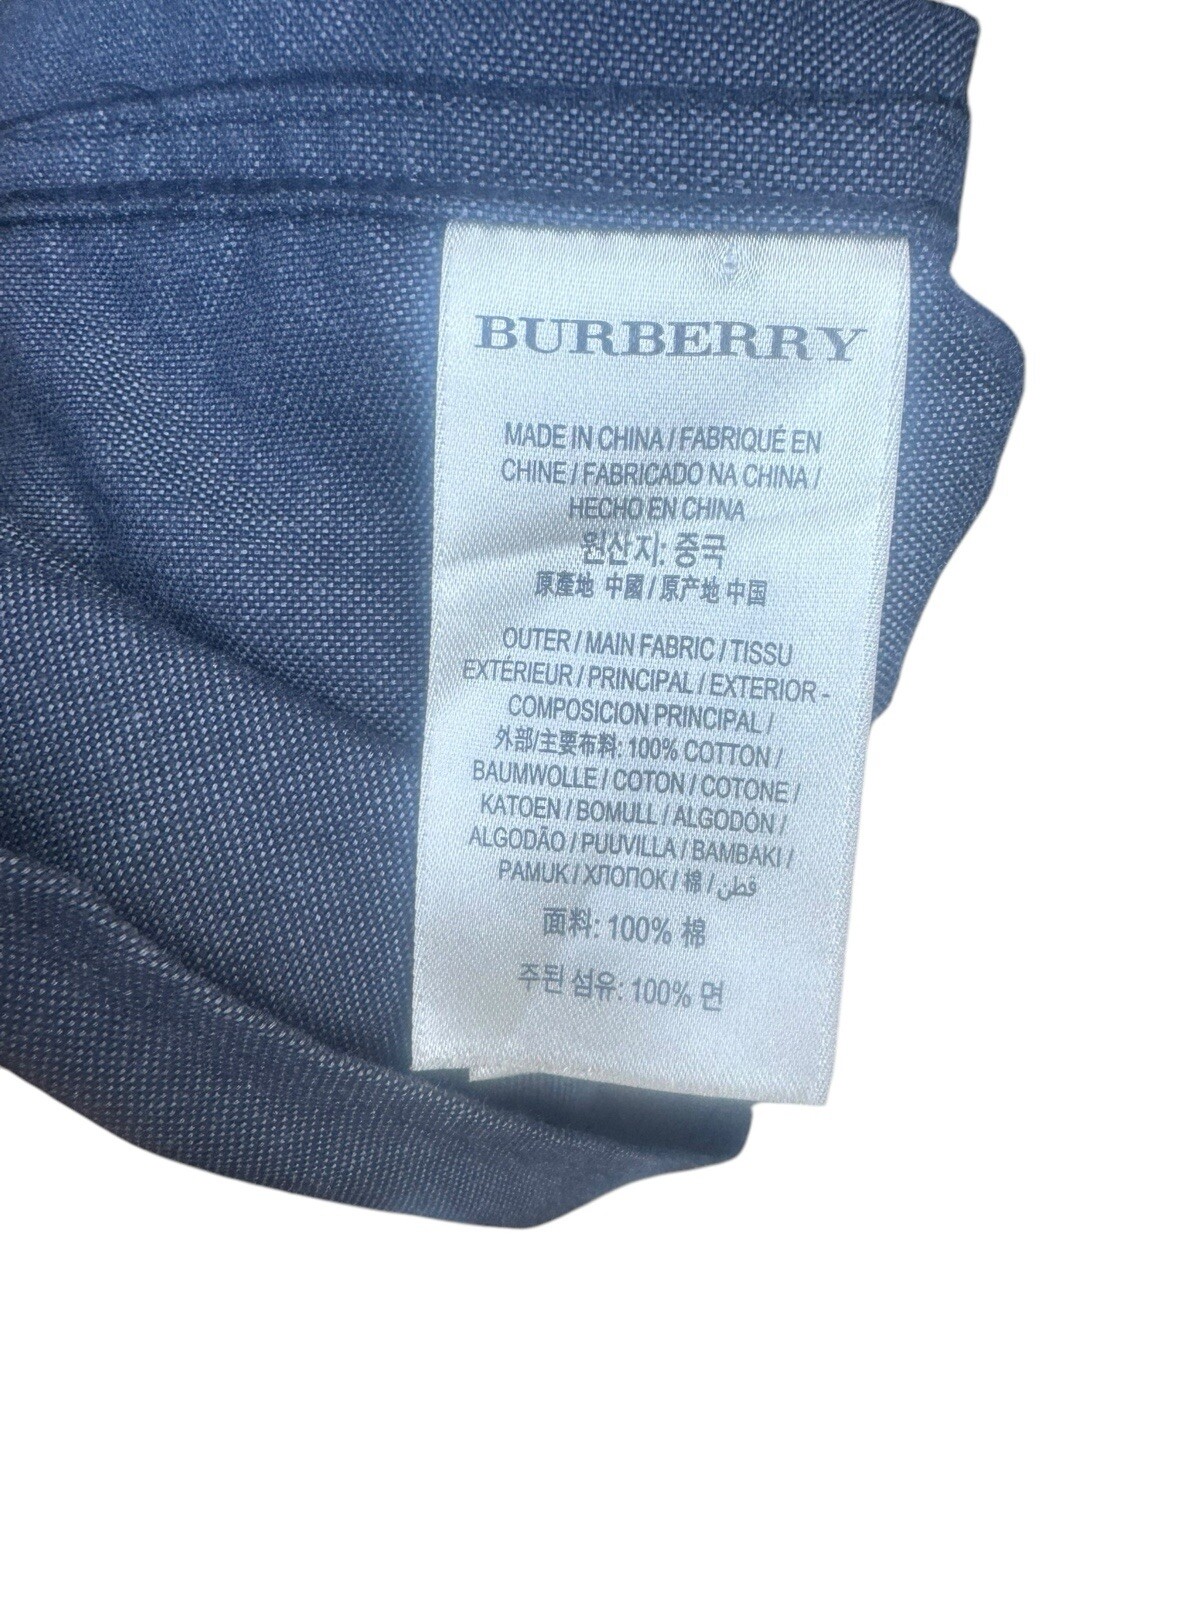 BURBERRY
MADE IN CHINA / FABRIQUÉ EN
CHINE / FABRICADO NA CHINA /
HECHO EN CHINA
원산지: 중국
原產地 中國 / 原产地 中国
OUTER / MAIN FABRIC / TISSU
EXTERIEUR / PRINCIPAL / EXTERIOR -
COMPOSICION PRINCIPAL /
外部/主要布料: 100% COTTON /
BAUMWOLLE / COTON / COTONE /
KATOEN / BOMULL / ALGODÓN /
ALGODÃO / PUUVILLA / BAMBAKI /
PAMUK / ХЛОПОК / 棉 / قطن
面料: 100% 棉
주된 섬유: 100% 면